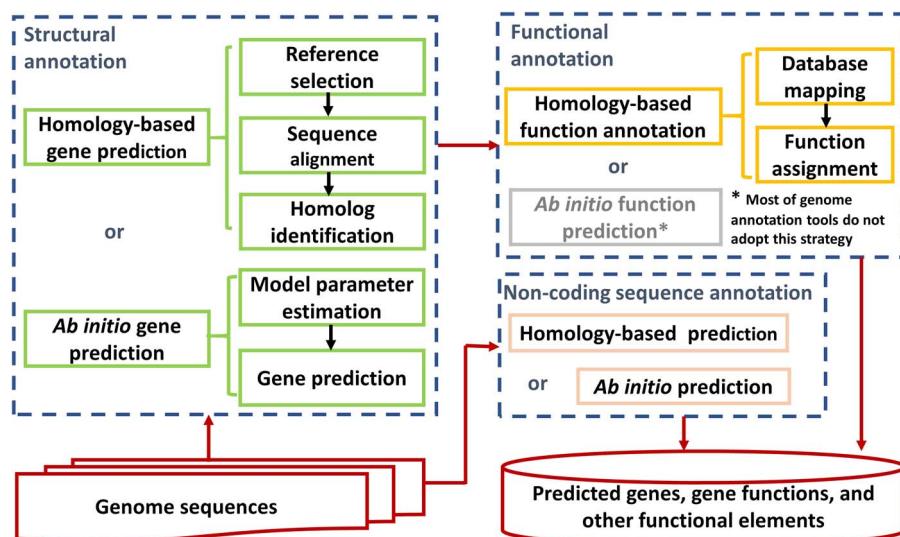 Structural
annotation
Homology-based
gene prediction
Reference
selection
Sequence
alignment
Homolog
identification
or
Ab initio gene
prediction
Model parameter
estimation
Gene prediction
Functional
annotation
Homology-based
function annotation
Database
mapping
Function
assignment
or
Ab initio function
prediction*
* Most of genome
annotation tools do not
adopt this strategy
Non-coding sequence annotation
Homology-based prediction
or
Ab initio prediction
Genome sequences
Predicted genes, gene functions, and
other functional elements